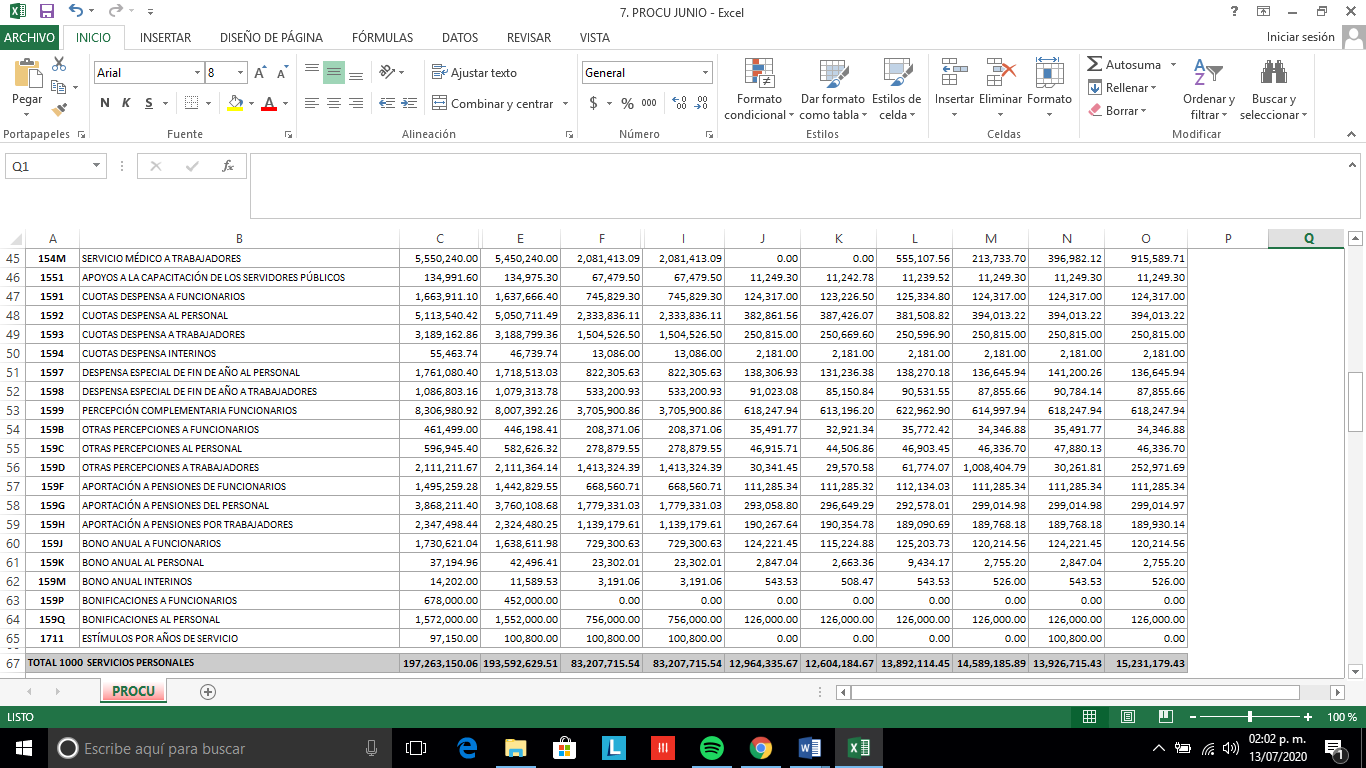 7. PROCU JUNIO - Excel
ARCHIVO INICIO INSERTAR DISEÑO DE PÁGINA FÓRMULAS DATOS REVISAR VISTA Iniciar sesión
Pegar
Arial 8
N K S
Ajustar texto
Combinar y centrar
General
$ % 000
Formato condicional
Dar formato como tabla
Estilos de celda
Insertar Eliminar Formato
Autosuma
Rellenar
Borrar
Ordenar y filtrar
Buscar y seleccionar
Portapapeles Fuente Alineación Número Estilos Celdas Modificar
Q1 fx
A B C E F I J K L M N O P Q
45 154M SERVICIO MÉDICO A TRABAJADORES 5,550,240.00 5,450,240.00 2,081,413.09 2,081,413.09 0.00 0.00 555,107.56 213,733.70 396,982.12 915,589.71
46 1551 APOYOS A LA CAPACITACIÓN DE LOS SERVIDORES PÚBLICOS 134,991.60 134,975.30 67,479.50 67,479.50 11,249.30 11,242.78 11,239.52 11,249.30 11,249.30 11,249.30
47 1591 CUOTAS DESPENSA A FUNCIONARIOS 1,663,911.10 1,637,666.40 745,829.30 745,829.30 124,317.00 123,226.50 125,334.80 124,317.00 124,317.00 124,317.00
48 1592 CUOTAS DESPENSA AL PERSONAL 5,113,540.42 5,050,711.49 2,333,836.11 2,333,836.11 382,861.56 387,426.07 381,508.82 394,013.22 394,013.22 394,013.22
49 1593 CUOTAS DESPENSA A TRABAJADORES 3,189,162.86 3,188,799.36 1,504,526.50 1,504,526.50 250,815.00 250,669.60 250,596.90 250,815.00 250,815.00 250,815.00
50 1594 CUOTAS DESPENSA INTERINOS 55,463.74 46,739.74 13,086.00 13,086.00 2,181.00 2,181.00 2,181.00 2,181.00 2,181.00 2,181.00
51 1597 DESPENSA ESPECIAL DE FIN DE AÑO AL PERSONAL 1,761,080.40 1,718,513.03 822,305.63 822,305.63 138,306.93 131,236.38 138,270.18 136,645.94 141,200.26 136,645.94
52 1598 DESPENSA ESPECIAL DE FIN DE AÑO A TRABAJADORES 1,086,803.16 1,079,313.78 533,200.93 533,200.93 91,023.08 85,150.84 90,531.55 87,855.66 90,784.14 87,855.66
53 1599 PERCEPCIÓN COMPLEMENTARIA FUNCIONARIOS 8,306,980.92 8,007,392.26 3,705,900.86 3,705,900.86 618,247.94 613,196.20 622,962.90 614,997.94 618,247.94 618,247.94
54 159B OTRAS PERCEPCIONES A FUNCIONARIOS 461,499.00 446,198.41 208,371.06 208,371.06 35,491.77 32,921.34 35,772.42 34,346.88 35,491.77 34,346.88
55 159C OTRAS PERCEPCIONES AL PERSONAL 596,945.40 582,626.32 278,879.55 278,879.55 46,915.71 44,506.86 46,903.45 46,336.70 47,880.13 46,336.70
56 159D OTRAS PERCEPCIONES A TRABAJADORES 2,111,211.67 2,111,364.14 1,413,324.39 1,413,324.39 30,341.45 29,570.58 61,774.07 1,008,404.79 30,261.81 252,971.69
57 159F APORTACIÓN A PENSIONES DE FUNCIONARIOS 1,495,259.28 1,442,829.55 668,560.71 668,560.71 111,285.34 111,285.32 112,134.03 111,285.34 111,285.34 111,285.34
58 159G APORTACIÓN A PENSIONES DEL PERSONAL 3,868,211.40 3,760,108.68 1,779,331.03 1,779,331.03 293,058.80 296,649.29 292,578.01 299,014.98 299,014.98 299,014.97
59 159H APORTACIÓN A PENSIONES POR TRABAJADORES 2,347,498.44 2,324,480.25 1,139,179.61 1,139,179.61 190,267.64 190,354.78 189,090.69 189,768.18 189,768.18 189,930.14
60 159J BONO ANUAL A FUNCIONARIOS 1,730,621.04 1,638,611.98 729,300.63 729,300.63 124,221.45 115,224.88 125,203.73 120,214.56 124,221.45 120,214.56
61 159K BONO ANUAL AL PERSONAL 37,194.96 42,496.41 23,302.01 23,302.01 2,847.04 2,663.36 9,434.17 2,755.20 2,847.04 2,755.20
62 159M BONO ANUAL INTERINOS 14,202.00 11,589.53 3,191.06 3,191.06 543.53 508.47 543.53 526.00 543.53 526.00
63 159P BONIFICACIONES A FUNCIONARIOS 678,000.00 452,000.00 0.00 0.00 0.00 0.00 0.00 0.00 0.00 0.00
64 159Q BONIFICACIONES AL PERSONAL 1,572,000.00 1,552,000.00 756,000.00 756,000.00 126,000.00 126,000.00 126,000.00 126,000.00 126,000.00 126,000.00
65 1711 ESTÍMULOS POR AÑOS DE SERVICIO 97,150.00 100,800.00 100,800.00 100,800.00 0.00 0.00 0.00 0.00 100,800.00 0.00
67 TOTAL 1000 SERVICIOS PERSONALES 197,263,150.06 193,592,629.51 83,207,715.54 83,207,715.54 12,964,335.67 12,604,184.67 13,892,114.45 14,589,185.89 13,926,715.43 15,231,179.43
PROCU
LISTO 100 %
Escribe aquí para buscar
02:02 p. m.
13/07/2020
1